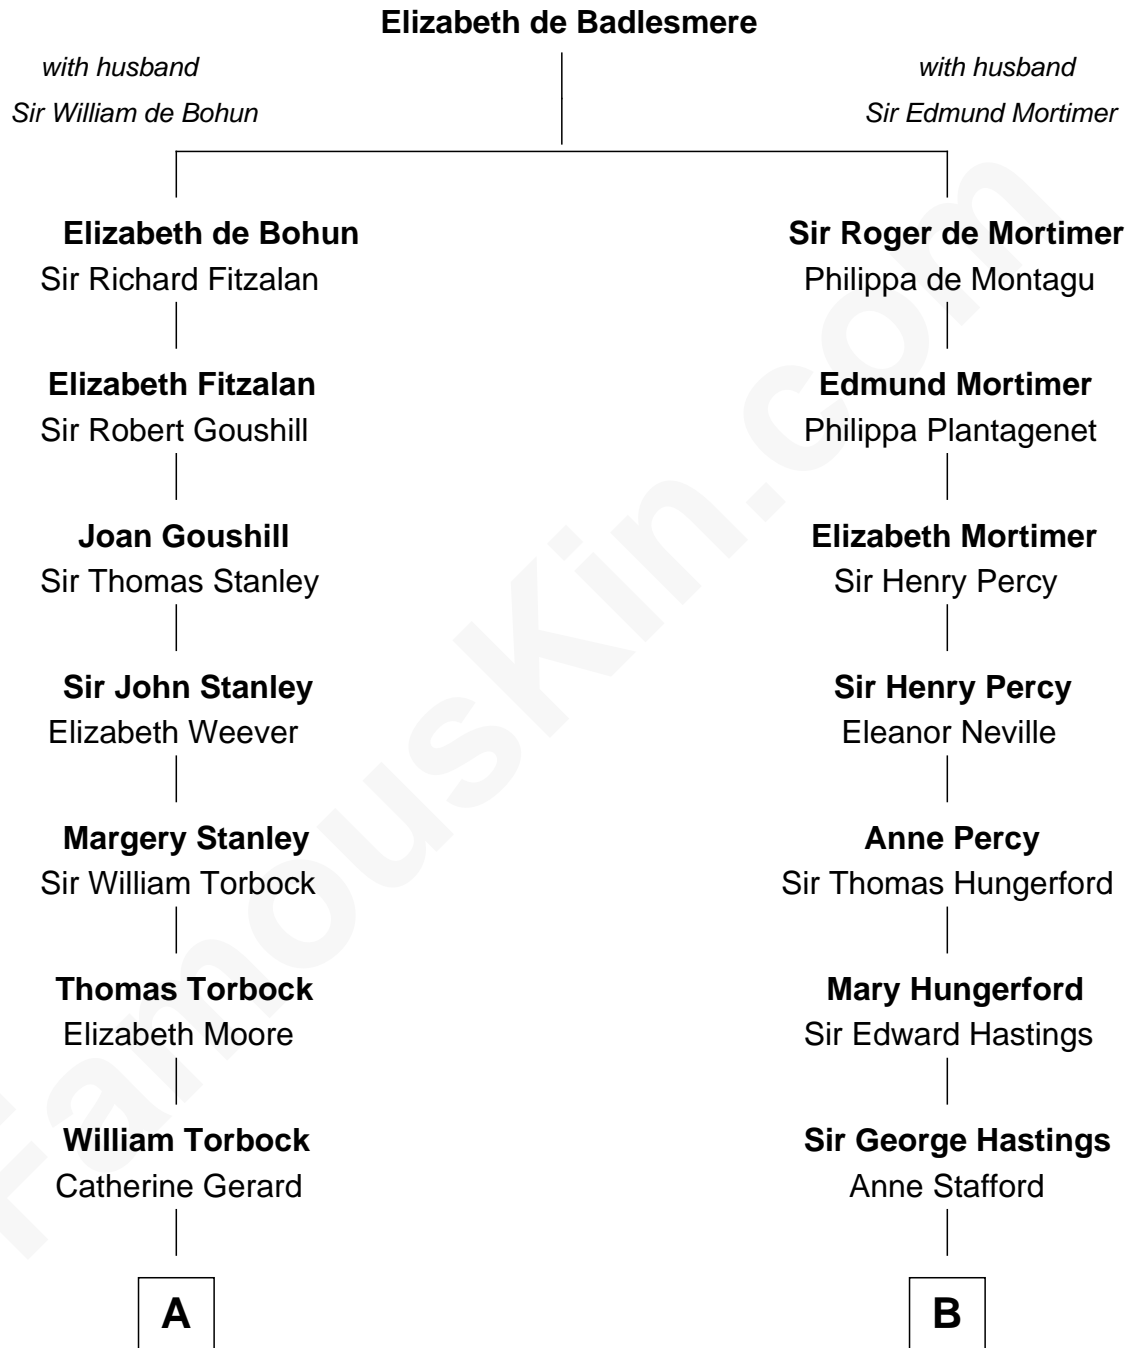 Elizabeth de Badlesmere
with husband
Sir William de Bohun
with husband
Sir Edmund Mortimer
Elizabeth de Bohun
Sir Richard Fitzalan
Elizabeth Fitzalan
Sir Robert Goushill
Joan Goushill
Sir Thomas Stanley
Sir John Stanley
Elizabeth Weever
Margery Stanley
Sir William Torbock
Thomas Torbock
Elizabeth Moore
William Torbock
Catherine Gerard
A
Sir Roger de Mortimer
Philippa de Montagu
Edmund Mortimer
Philippa Plantagenet
Elizabeth Mortimer
Sir Henry Percy
Sir Henry Percy
Eleanor Neville
Anne Percy
Sir Thomas Hungerford
Mary Hungerford
Sir Edward Hastings
Sir George Hastings
Anne Stafford
B
FamousKin.com